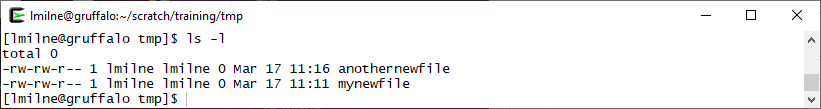 lmilne@gruffalo:~/scratch/training/tmp
[lmilne@gruffalo tmp]$ ls -l
total 0
-rw-rw-r-- 1 lmilne lmilne 0 Mar 17 11:16 anothernewfile
-rw-rw-r-- 1 lmilne lmilne 0 Mar 17 11:11 mynewfile
[lmilne@gruffalo tmp]$